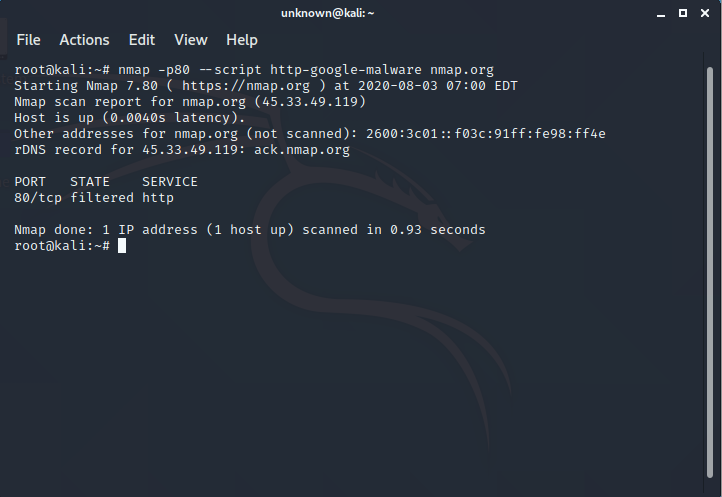 unknown@kali: ~
File Actions Edit View Help
root@kali:~# nmap -p80 --script http-google-malware nmap.org
Starting Nmap 7.80 ( https://nmap.org ) at 2020-08-03 07:00 EDT
Nmap scan report for nmap.org (45.33.49.119)
Host is up (0.0040s latency).
Other addresses for nmap.org (not scanned): 2600:3c01::f03c:91ff:fe98:ff4e
rDNS record for 45.33.49.119: ack.nmap.org
PORT STATE SERVICE
80/tcp filtered http
Nmap done: 1 IP address (1 host up) scanned in 0.93 seconds
root@kali:~#